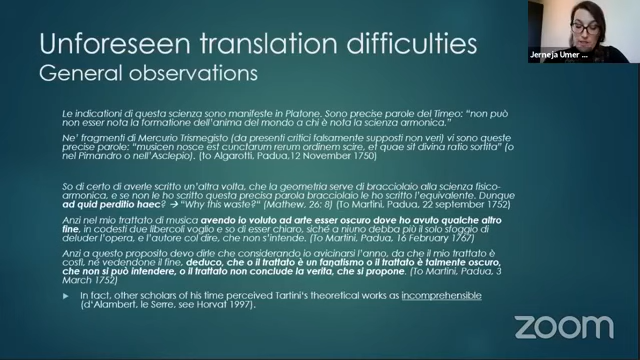 Unforeseen translation difficulties
General observations
Jerneja Umer ...
Le indicationi di questa scienza sono manifeste in Platone. Sono precise parole del Timeo: "non può
non esser nota la formatione dell'anima del mondo a chi è nota la scienza armonica."
Ne' fragmenti di Mercurio Trismegisto (da presenti critici falsamente supposti non veri) vi sono queste
precise parole: "musicen nosce est cunctarum rerum ordinem scire, et quae sit divina ratio sortita" (o
nel Pimandro o nell'Asclepio). (to Algarotti, Padua,12 November 1750)
So di certo di averle scritto un'altra volta, che la geometria serve di bracciolaio alla scienza fisico-
armonica, e se non le ho scritto questa precisa parola bracciolaio le ho scritto l'equivalente. Dunque
ad quid perditio haec? → "Why this waste?" (Mathew, 26: 8) (To Martini, Padua, 22 september 1752)
Anzi nel mio trattato di musica avendo io voluto ad arte esser oscuro dove ho avuto qualche altro
fine, in codesti due libercoli voglio e so di esser chiaro, siché a niuno debba più il solo sfoggio di
deluder l'opera, e l'autore col dire, che non s'intende. (To Martini, Padua, 16 February 1767)
Anzi a questo proposito devo dirle che considerando io avicinarsi l'anno, da che il mio trattato è
costì, né vedendone il fine, deduco, che o il trattato è un fanatismo o il trattato è talmente oscuro,
che non si può intendere, o il trattato non conclude la verità, che si propone. (To Martini, Padua, 3
March 1752)
In fact, other scholars of his time perceived Tartini's theoretical works as incomprehensible
(d'Alambert, le Serre, see Horvat 1997).
zoom